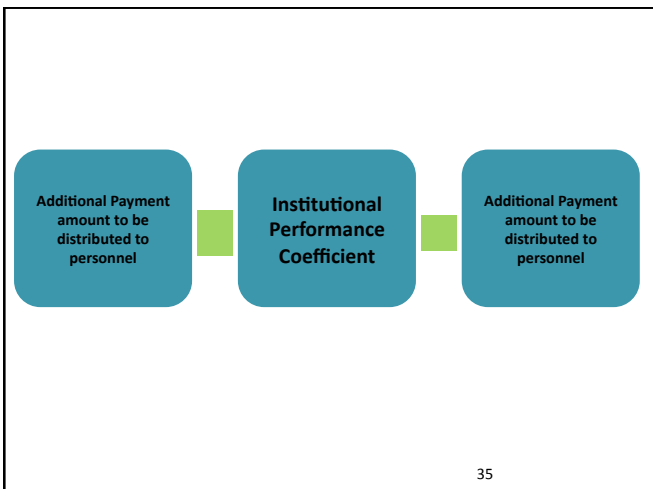 Additional Payment
amount to be
distributed to
personnel
Institutional
Performance
Coefficient
Additional Payment
amount to be
distributed to
personnel
35